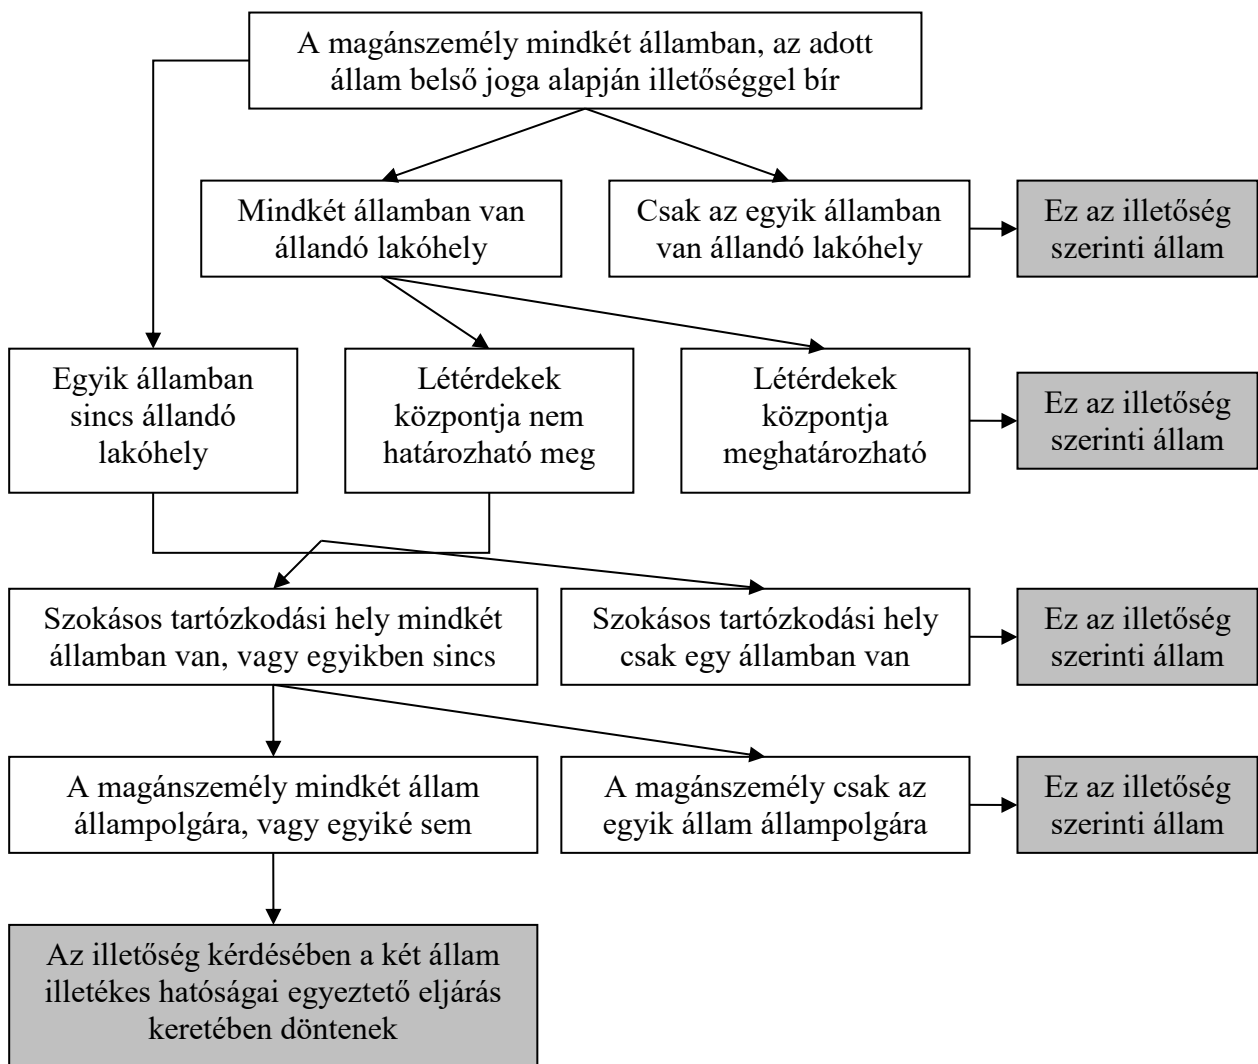 A magánszemély mindkét államban, az adott
állam belső joga alapján illetőséggel bír
Mindkét államban van
állandó lakóhely
Csak az egyik államban
van állandó lakóhely
Ez az illetőség
szerinti állam
Egyik államban
sincs állandó
lakóhely
Létérdekek
központja nem
határozható meg
Létérdekek
központja
meghatározható
Ez az illetőség
szerinti állam
Szokásos tartózkodási hely mindkét
államban van, vagy egyikben sincs
Szokásos tartózkodási hely
csak egy államban van
Ez az illetőség
szerinti állam
A magánszemély mindkét állam
állampolgára, vagy egyiké sem
A magánszemély csak az
egyik állam állampolgára
Ez az illetőség
szerinti állam
Az illetőség kérdésében a két állam
illetékes hatóságai egyeztető eljárás
keretében döntenek